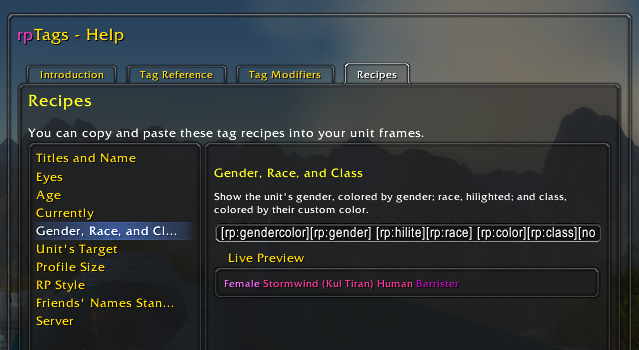 rpTags - Help
Introduction Tag Reference Tag Modifiers Recipes
Recipes
You can copy and paste these tag recipes into your unit frames.
Titles and Name
Eyes
Age
Currently
Gender, Race, and Cl...
Unit's Target
Profile Size
RP Style
Friends' Names Stan...
Server
Gender, Race, and Class
Show the unit's gender, colored by gender; race, hilighted; and class,
colored by their custom color.
[rp:gendercolor][rp:gender] [rp:hilite][rp:race] [rp:color][rp:class][no
Live Preview
Female Stormwind (Kul Tiran) Human Barrister